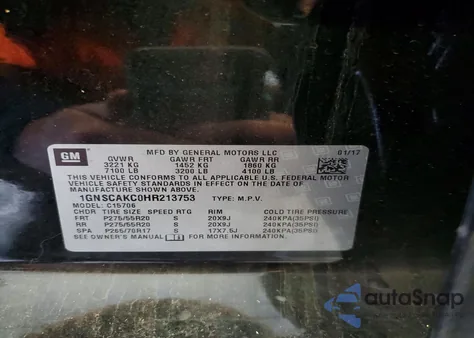 GM
MFD BY GENERAL MOTORS LLC 01/17
GVWR GAWR FRT GAWR RR
3221 KG 1452 KG 1860 KG
7100 LB 3200 LB 4100 LB
THIS VEHICLE CONFORMS TO ALL APPLICABLE U.S. FEDERAL MOTOR
VEHICLE SAFETY STANDARDS IN EFFECT ON THE DATE OF
MANUFACTURE SHOWN ABOVE.
1GNSCAKC0HR213753 TYPE: M.P.V.
MODEL: C15706
CHDR TIRE SIZE SPEED RTG RIM COLD TIRE PRESSURE
FRT P275/55R20 S 20X9J 240KPA(35PSI)
RR P275/55R20 S 20X9J 240KPA(35PSI)
SPA P265/70R17 S 17X7.5J 240KPA(35PSI)
SEE OWNER'S MANUAL
autoSnap